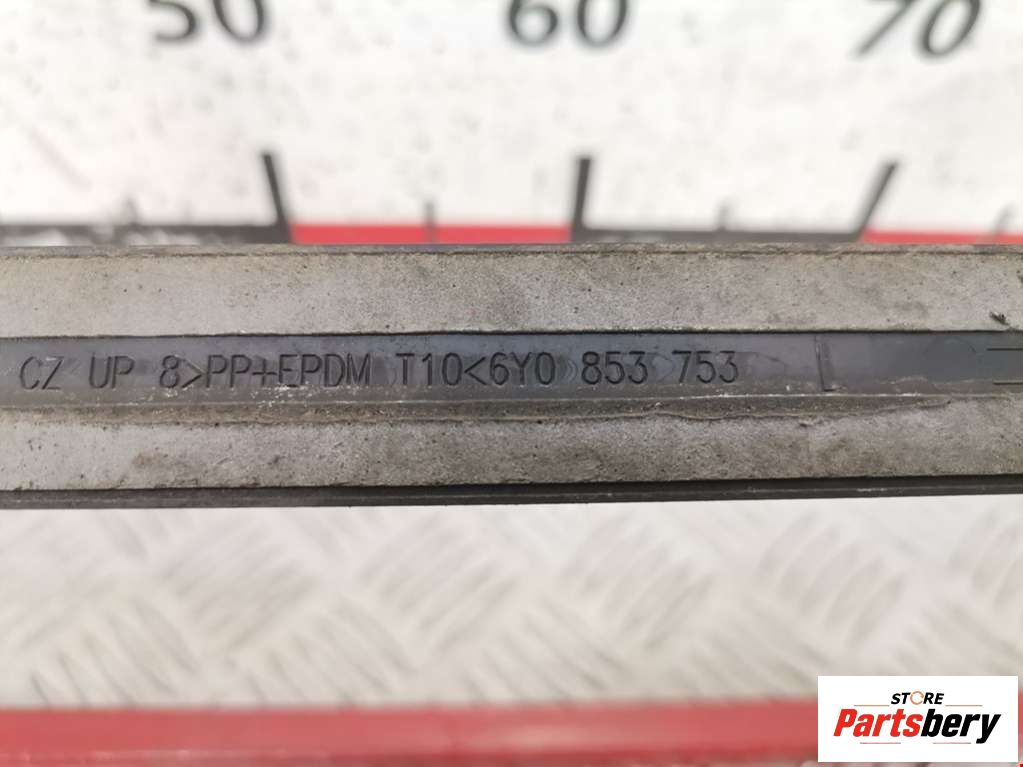 50 60 70
CZ UP 8>PP+EPDM T10<6Y0 853 753
STORE
Partsbery